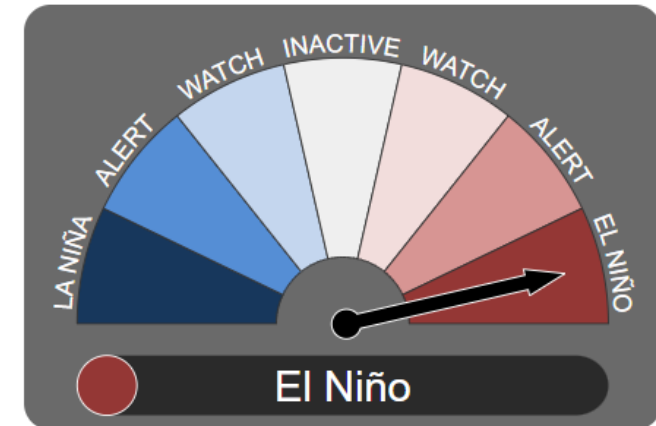 LA NIÑA
ALERT
WATCH
INACTIVE
WATCH
ALERT
EL NIÑO
El Niño